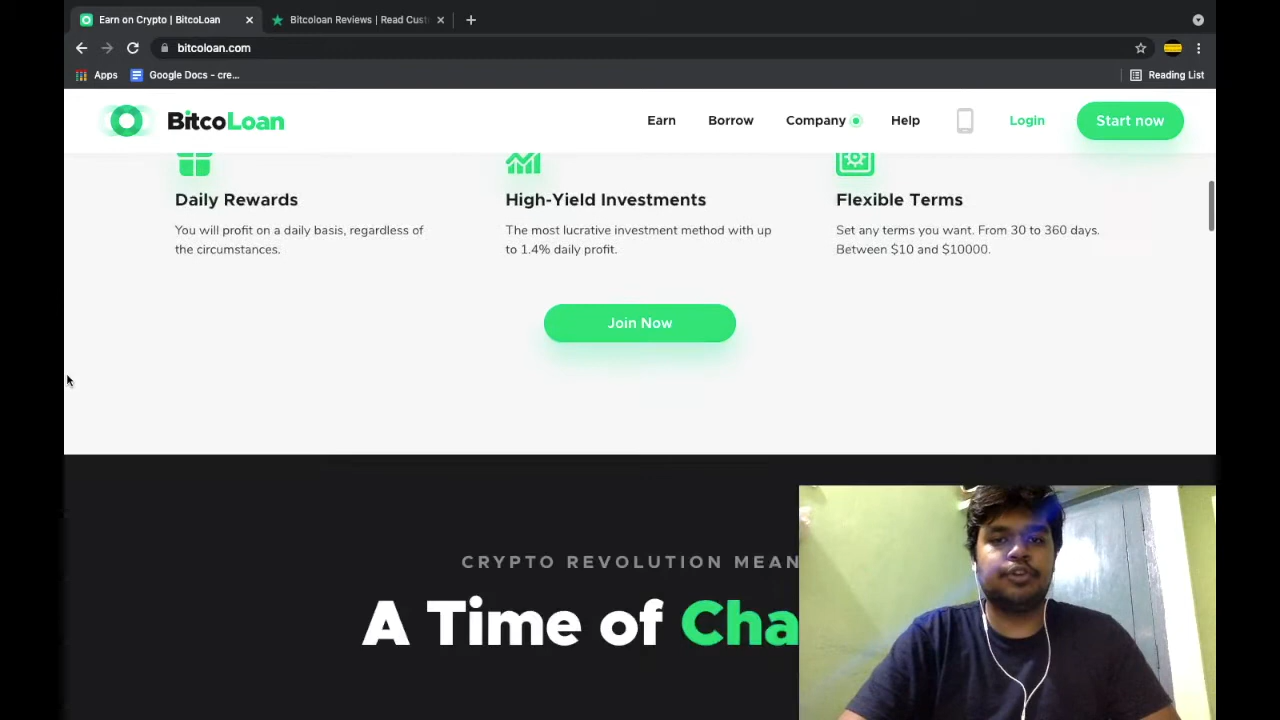 Earn on Crypto | BitcoLoan
Bitcoloan Reviews | Read Cust
bitcoloan.com
Apps
Google Docs - cre...
Reading List
BitcoLoan
Earn
Borrow
Company
Help
Login
Start now
Daily Rewards
High-Yield Investments
Flexible Terms
You will profit on a daily basis, regardless of
the circumstances.
The most lucrative investment method with up
to 1.4% daily profit.
Set any terms you want. From 30 to 360 days.
Between $10 and $10000.
Join Now
CRYPTO REVOLUTION MEAN
A Time of Cha